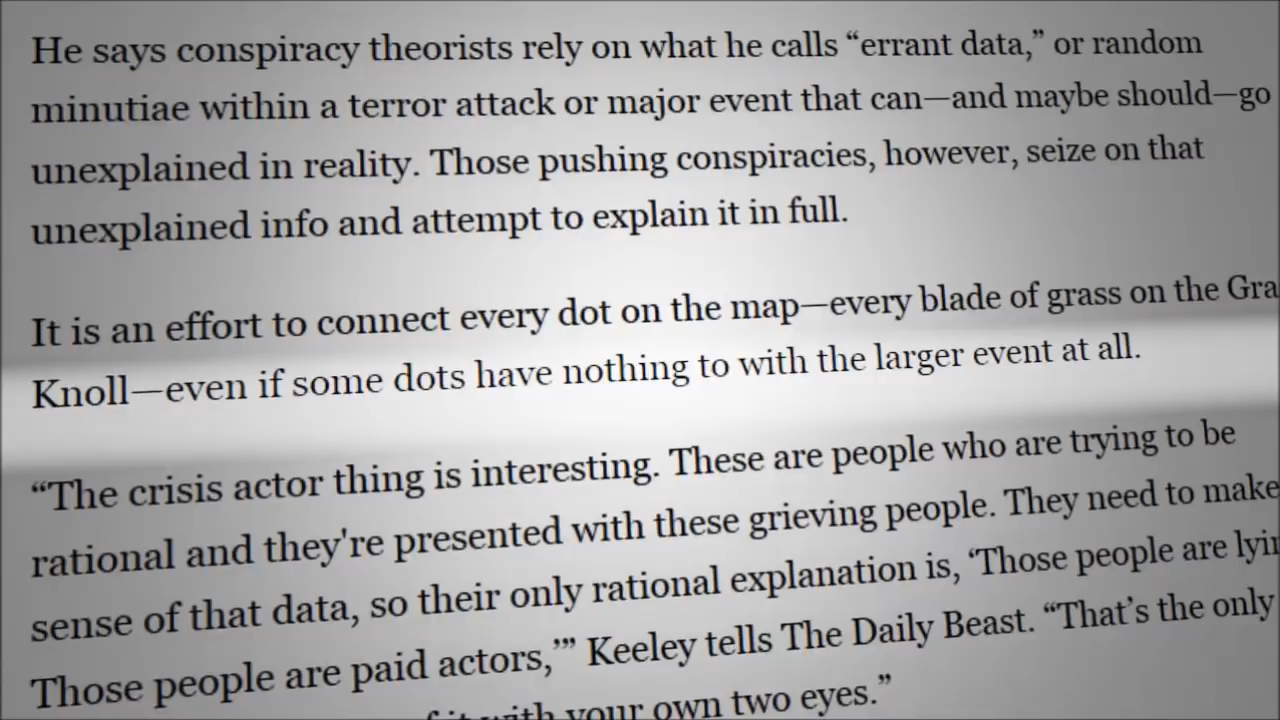 He says conspiracy theorists rely on what he calls “errant data,” or random
minutiae within a terror attack or major event that can—and maybe should—go
unexplained in reality. Those pushing conspiracies, however, seize on that
unexplained info and attempt to explain it in full.
It is an effort to connect every dot on the map—every blade of grass on the Gra
Knoll—even if some dots have nothing to with the larger event at all.
“The crisis actor thing is interesting. These are people who are trying to be
rational and they're presented with these grieving people. They need to make
sense of that data, so their only rational explanation is, ‘Those people are lyin
Those people are paid actors,’” Keeley tells The Daily Beast. “That’s the only
with your own two eyes.”